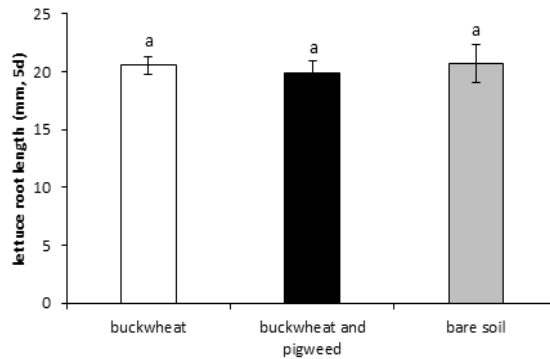 25
20
15
10
5
0
lettuce root length (mm, 5d)
a
a
a
buckwheat
buckwheat and
pigweed
bare soil